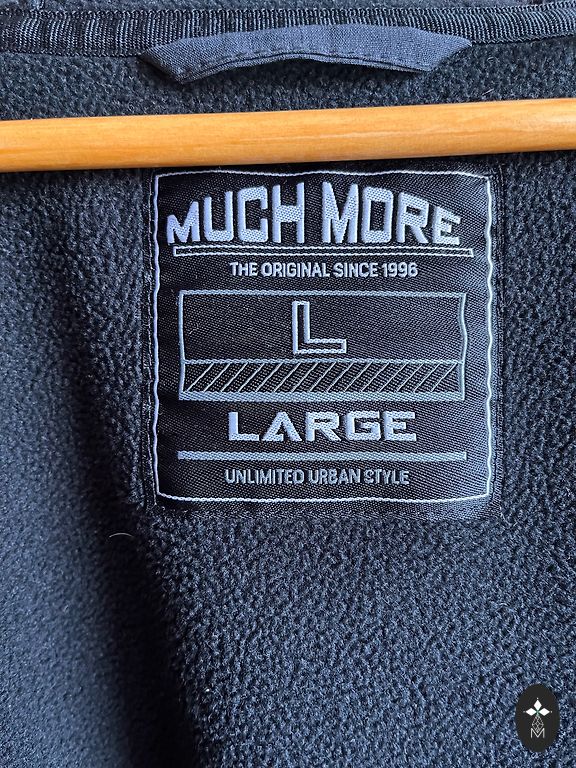 MUCH MORE
THE ORIGINAL SINCE 1996
L
LARGE
UNLIMITED URBAN STYLE
M